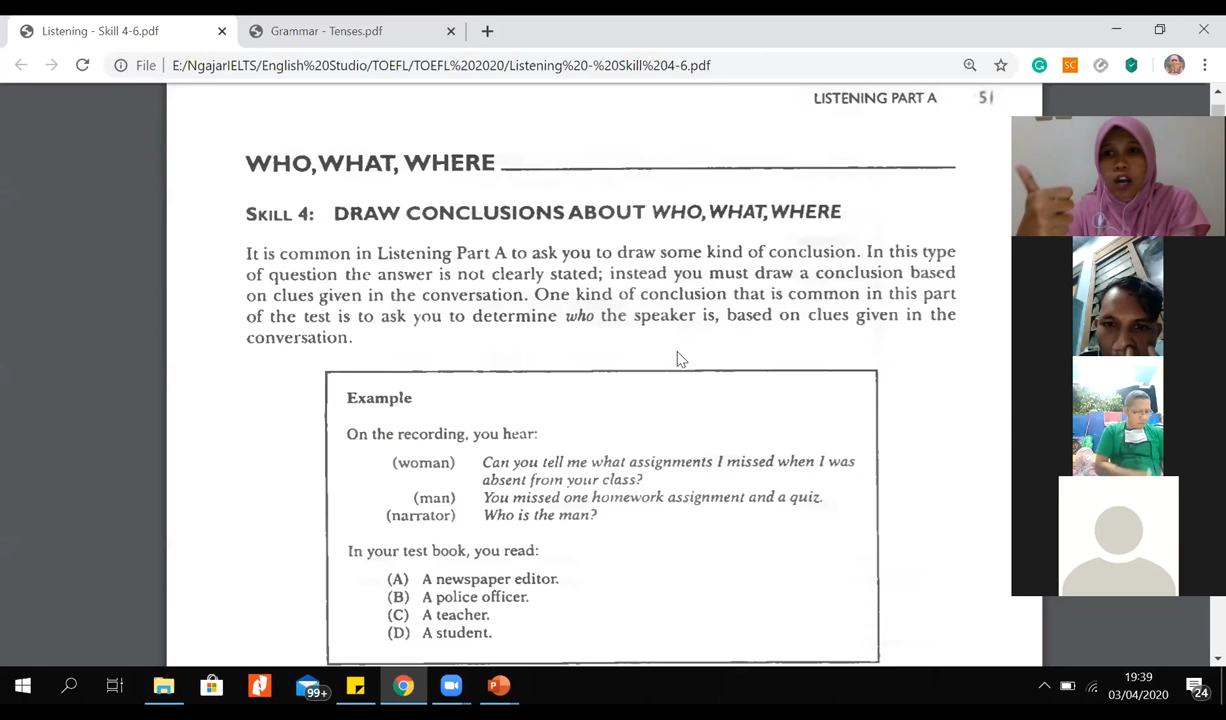 Listening - Skill 4-6.pdf
Grammar - Tenses.pdf
File
E:/NgajarIELTS/English%20Studio/TOEFL/TOEFL%202020/Listening%20-%20Skill%204-6.pdf
SC
LISTENING PART A 51
WHO, WHAT, WHERE
SKILL 4: DRAW CONCLUSIONS ABOUT WHO, WHAT, WHERE
It is common in Listening Part A to ask you to draw some kind of conclusion. In this type
of question the answer is not clearly stated; instead you must draw a conclusion based
on clues given in the conversation. One kind of conclusion that is common in this part
of the test is to ask you to determine who the speaker is, based on clues given in the
conversation.
Example
On the recording, you hear:
(woman) Can you tell me what assignments I missed when I was
absent from your class?
(man) You missed one homework assignment and a quiz.
(narrator) Who is the man?
In your test book, you read:
(A) A newspaper editor.
(B) A police officer.
(C) A teacher.
(D) A student.
99+
19:39
03/04/2020
24